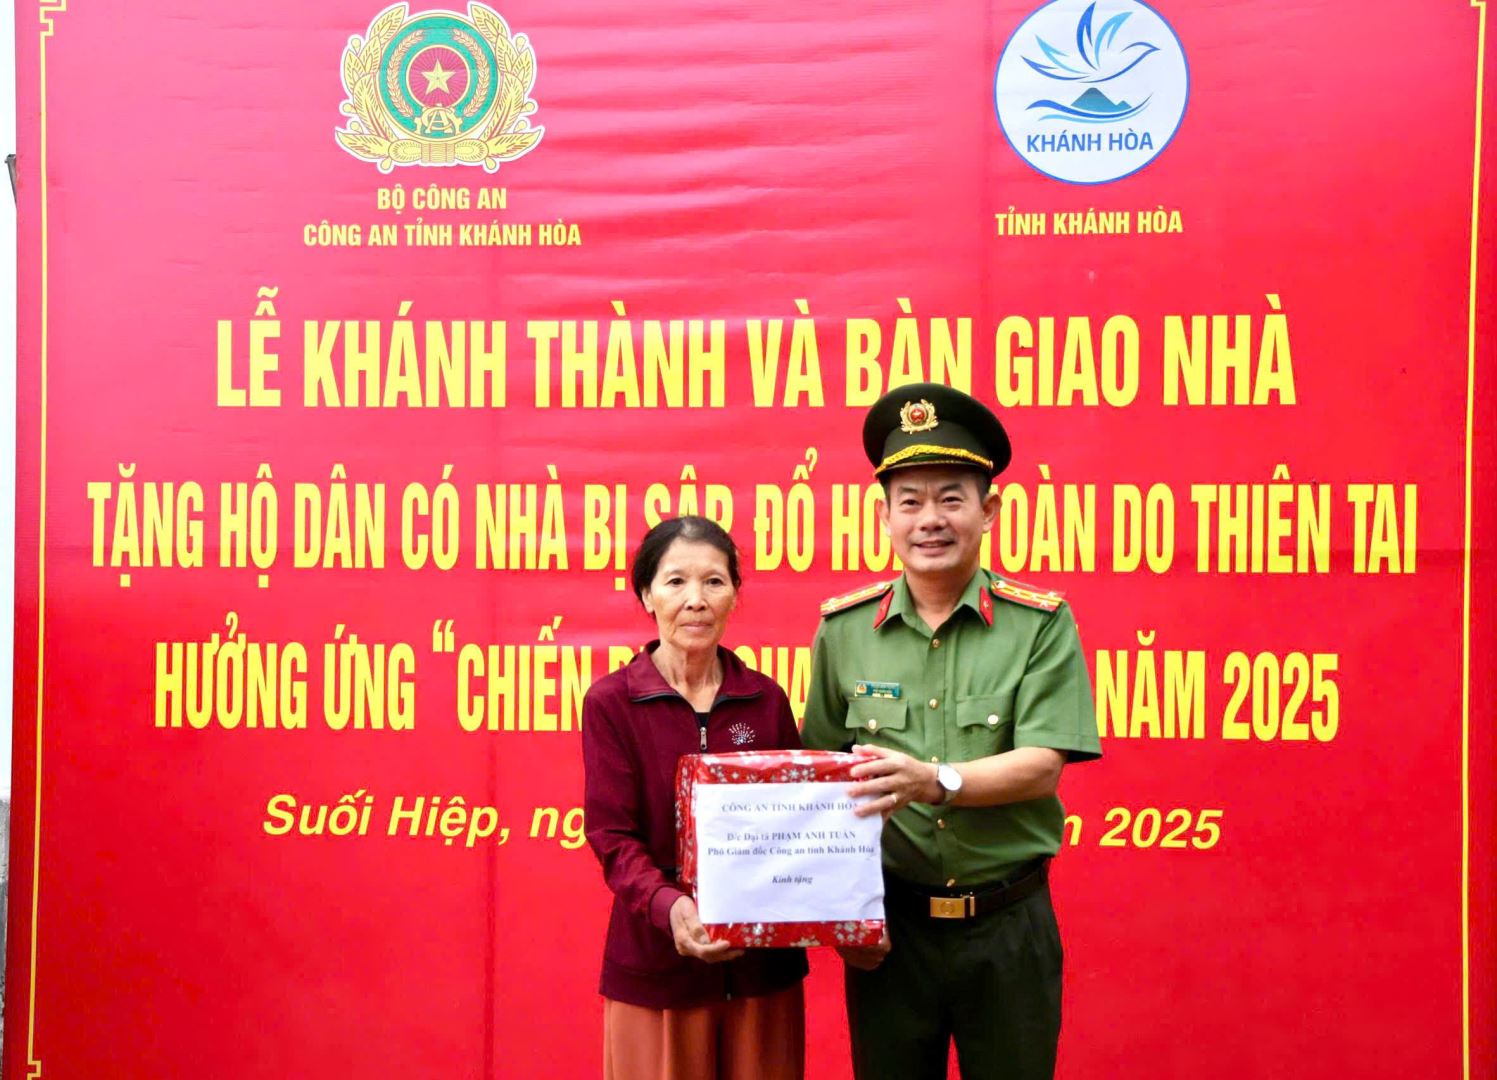 KHÁNH HÒA
BỘ CÔNG AN
CÔNG AN TỈNH KHÁNH HÒA
TỈNH KHÁNH HÒA
LỄ KHÁNH THÀNH VÀ BÀN GIAO NHÀ
TẶNG HỘ DÂN CÓ NHÀ BỊ SẬP ĐỔ TOÀN DO THIÊN TAI
HƯỞNG ỨNG “CHIẾN NĂM 2025
Suối Hiệp, 2025
CÔNG AN TỈNH KHÁNH HÒA
Đ/c Đại tá PHẠM ANH TUẤN
Phó Giám đốc Công an tỉnh Khánh Hòa
Kính tặng